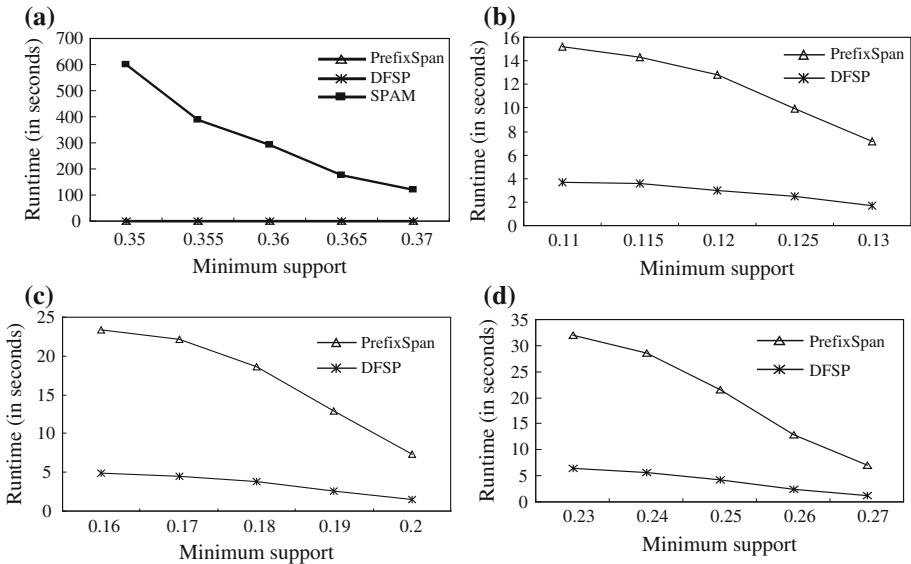 (a)
700
600
500
400
300
200
100
0
Runtime (in seconds)
PrefixSpan
DFSP
SPAM
0.35 0.355 0.36 0.365 0.37
Minimum support
(b)
16
14
12
10
8
6
4
2
0
Runtime (in seconds)
PrefixSpan
DFSP
0.11 0.115 0.12 0.125 0.13
Minimum support
(c)
25
20
15
10
5
0
Runtime (in seconds)
PrefixSpan
DFSP
0.16 0.17 0.18 0.19 0.2
Minimum support
(d)
35
30
25
20
15
10
5
0
Runtime (in seconds)
PrefixSpan
DFSP
0.23 0.24 0.25 0.26 0.27
Minimum support